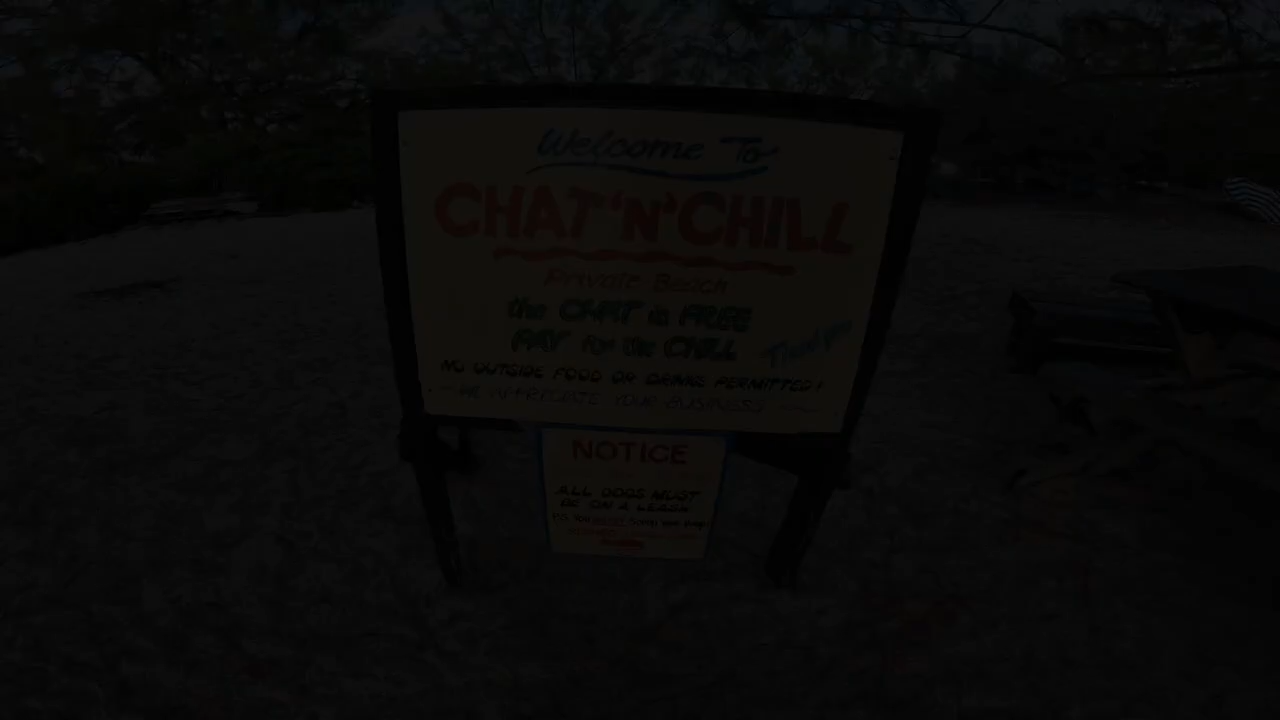 Welcome To
CHAT 'N' CHILL
Private Beach
the CHAT is FREE
PAY for the CHILL
Thank you
NO OUTSIDE FOOD OR DRINKS PERMITTED!
WE APPRECIATE YOUR BUSINESS
NOTICE
ALL DOGS MUST
BE ON A LEASH